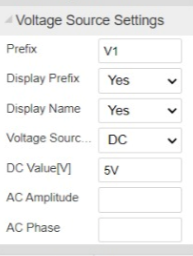 Voltage Source Settings
Prefix V1
Display Prefix Yes
Display Name Yes
Voltage Sourc... DC
DC Value[V] 5V
AC Amplitude
AC Phase